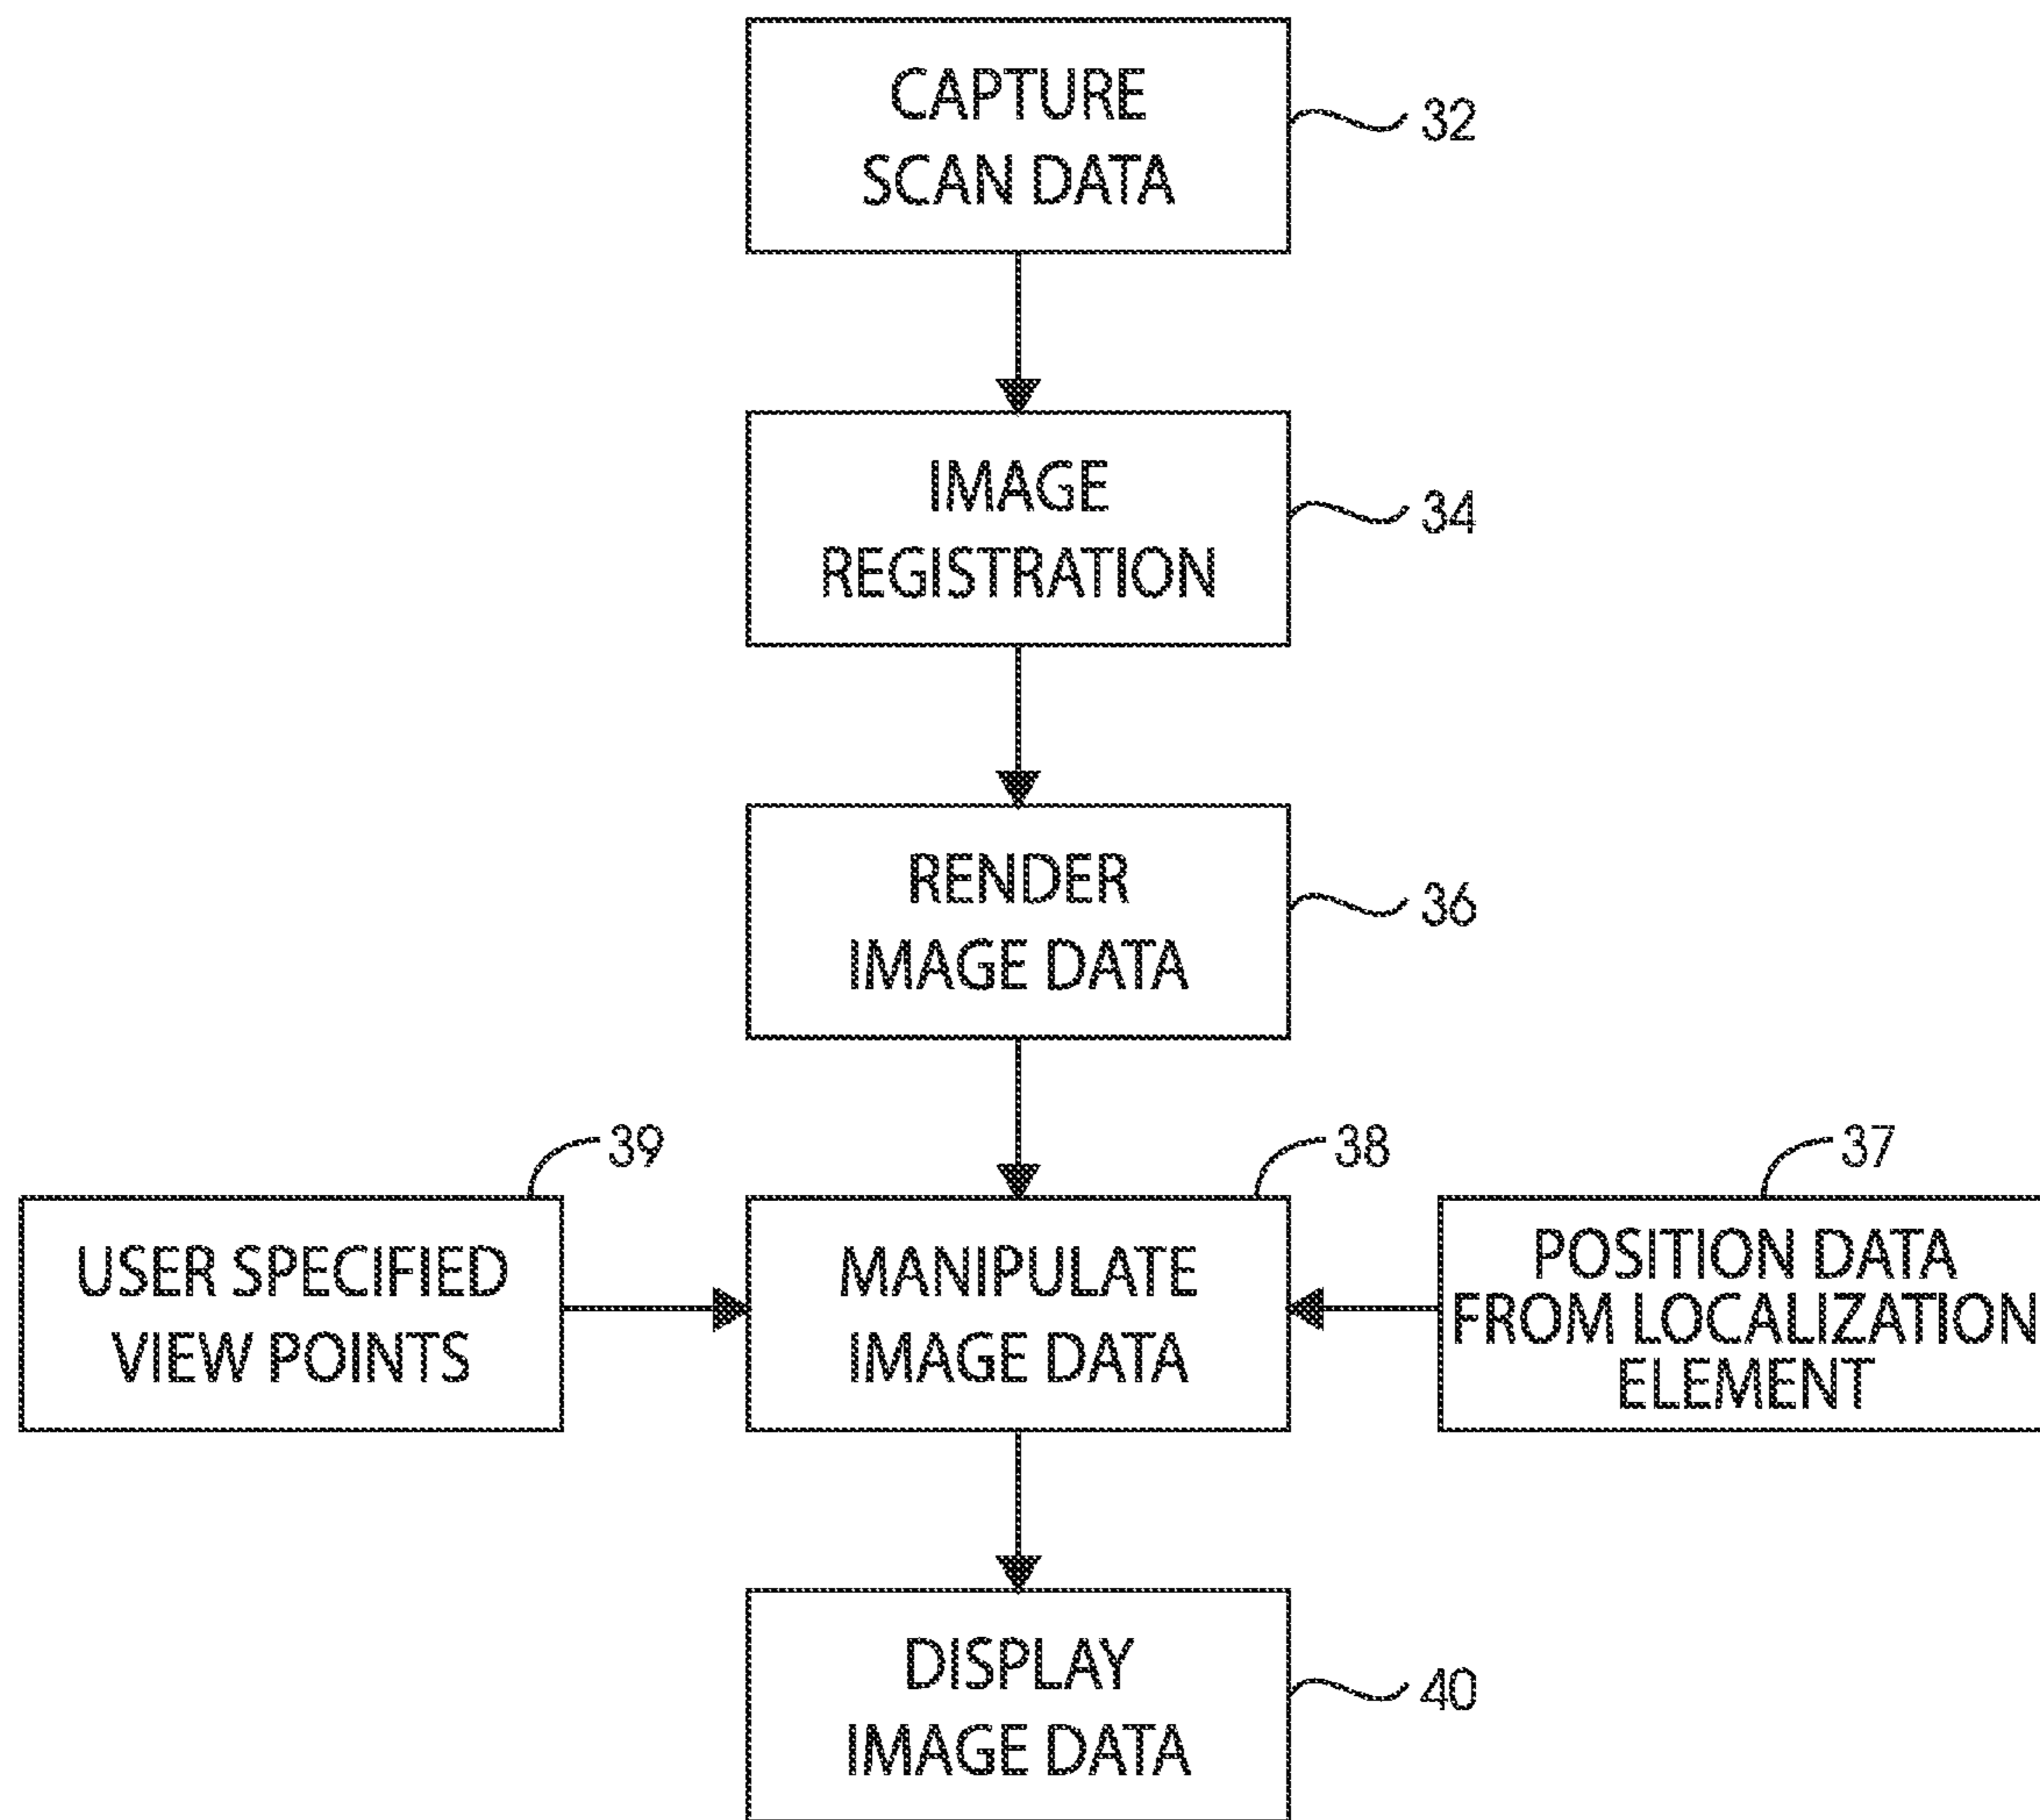 CAPTURE
SCAN DATA
32
IMAGE
REGISTRATION
34
RENDER
IMAGE DATA
36
39
38
37
USER SPECIFIED
VIEW POINTS
MANIPULATE
IMAGE DATA
POSITION DATA
FROM LOCALIZATION
ELEMENT
DISPLAY
IMAGE DATA
40